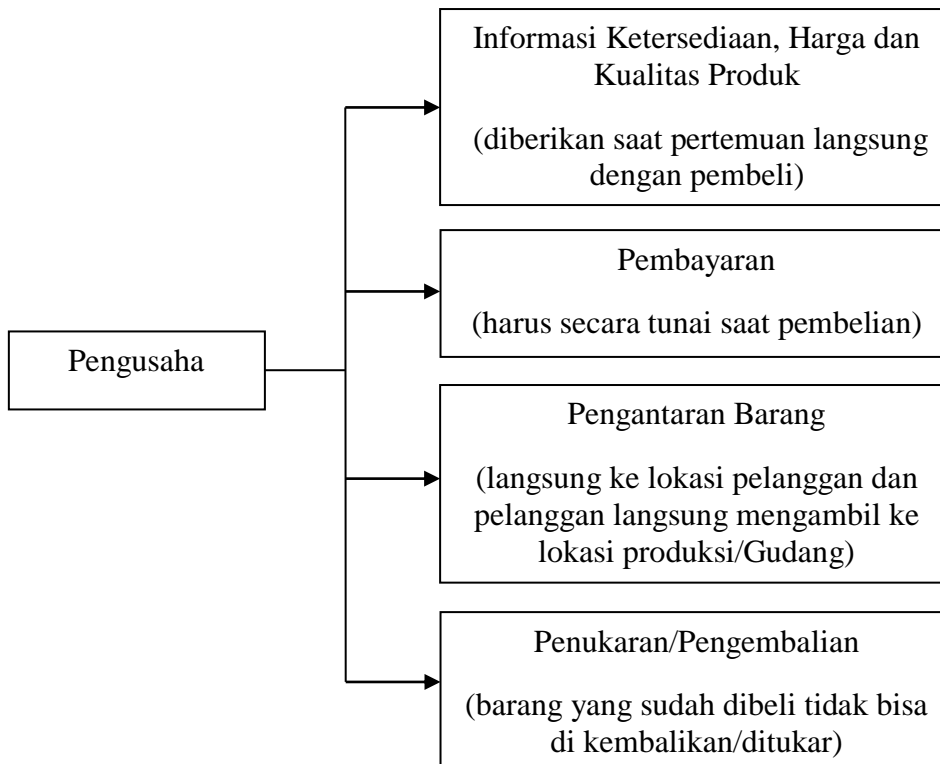 Informasi Ketersediaan, Harga dan
Kualitas Produk
(diberikan saat pertemuan langsung
dengan pembeli)
Pembayaran
(harus secara tunai saat pembelian)
Pengusaha
Pengantaran Barang
(langsung ke lokasi pelanggan dan
pelanggan langsung mengambil ke
lokasi produksi/Gudang)
Penukaran/Pengembalian
(barang yang sudah dibeli tidak bisa
di kembalikan/ditukar)